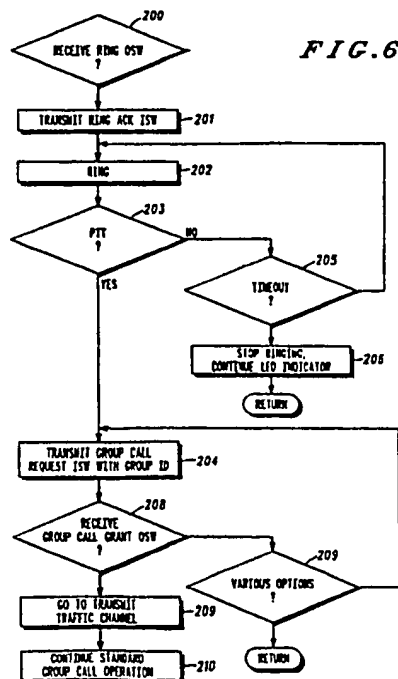 FIG.6
200
RECEIVE RING OSW
?
TRANSMIT RING ACK ISW
201
RING
202
203
PTT
?
NO
YES
205
TIMEOUT
?
STOP RINGING,
CONTINUE LED INDICATOR
206
RETURN
TRANSMIT GROUP CALL
REQUEST ISW WITH GROUP ID
204
208
RECEIVE
GROUP CALL GRANT OSW
?
209
VARIOUS OPTIONS
?
GO TO TRANSMIT
TRAFFIC CHANNEL
209
RETURN
CONTINUE STANDARD
GROUP CALL OPERATION
210